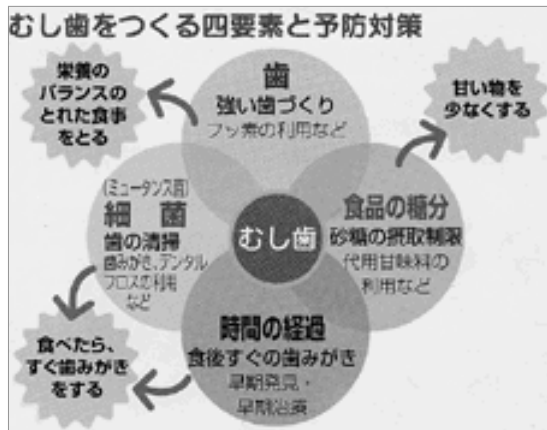 むし歯をつくる四要素と予防対策
栄養の
バランスの
とれた食事
をとる
歯
強い歯づくり
フッ素の利用など
甘い物を
少なくする
(ミュータンス菌)
細菌
歯の清掃
歯みがき、デンタル
フロスの利用
など
むし歯
食品の糖分
砂糖の摂取制限
代用甘味料の
利用など
時間の経過
食後すぐの歯みがき
早期発見・
早期治療
食べたら、
すぐ歯みがき
をする